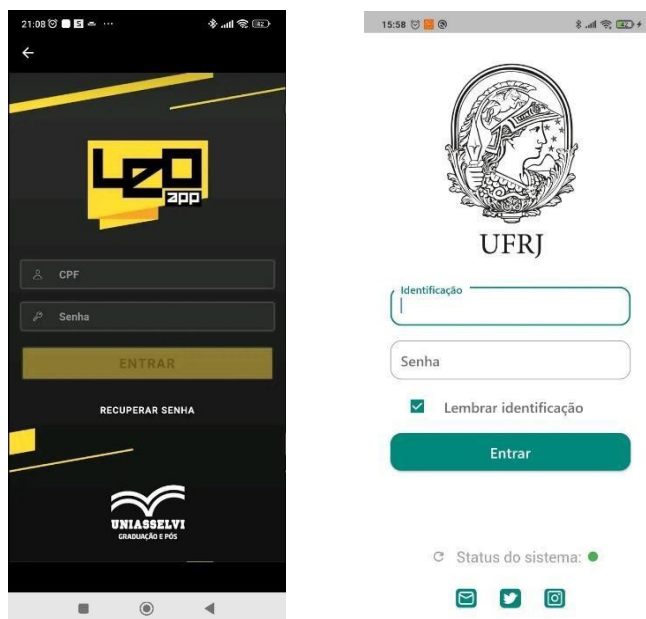 21:08
LEO
app
CPF
Senha
ENTRAR
RECUPERAR SENHA
UNIASSELVI
GRADUAÇÃO E PÓS
15:58
UFRJ
Identificação
Senha
Lembrar identificação
Entrar
Status do sistema: